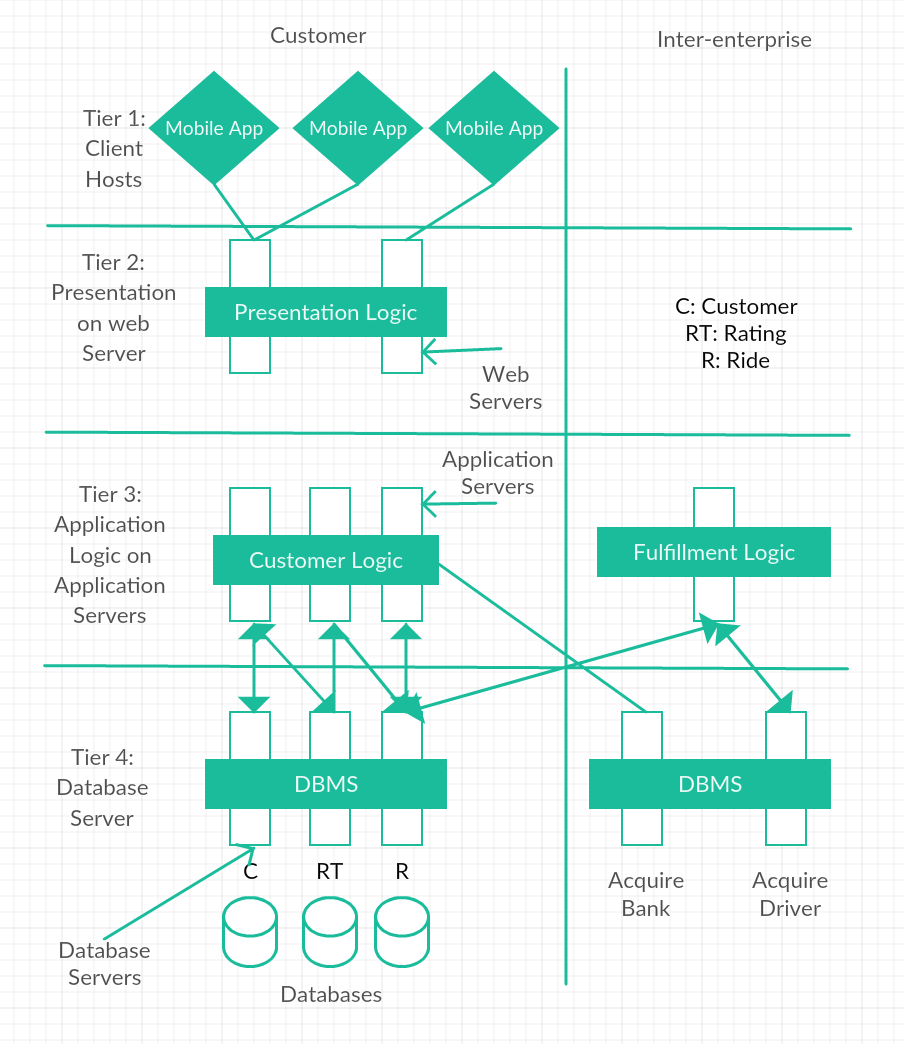 Customer
Inter-enterprise
Tier 1:
Client
Hosts
Mobile App
Mobile App
Mobile App
Tier 2:
Presentation
on web
Server
Presentation Logic
Web
Servers
C: Customer
RT: Rating
R: Ride
Tier 3:
Application
Logic on
Application
Servers
Application
Servers
Customer Logic
Fulfillment Logic
Tier 4:
Database
Server
DBMS
DBMS
C
RT
R
Acquire
Bank
Acquire
Driver
Database
Servers
Databases